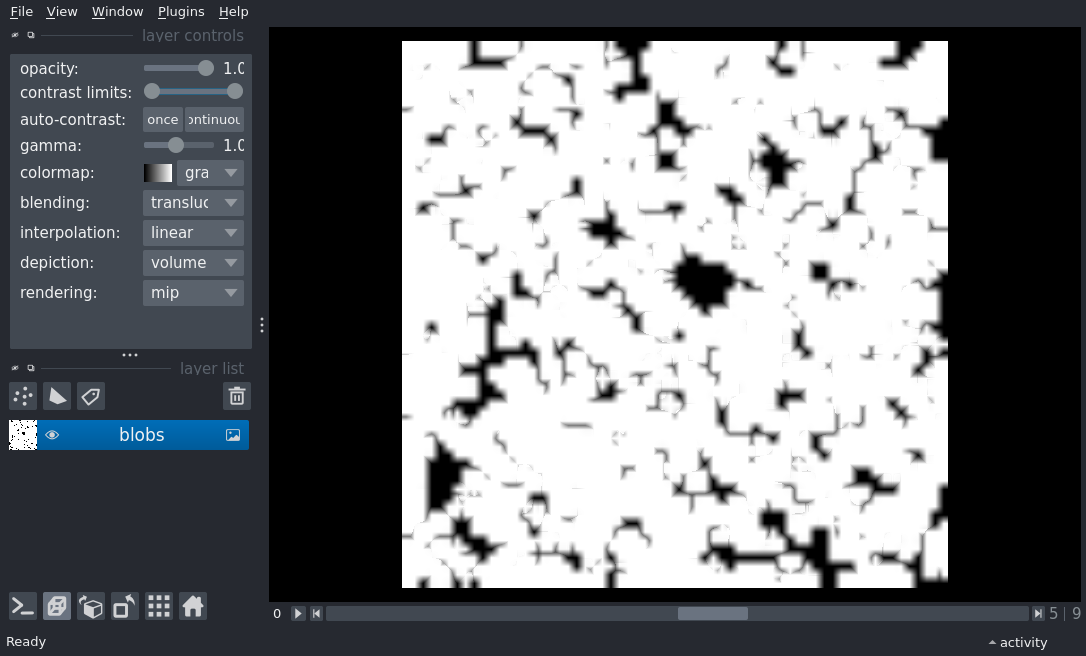 File View Window Plugins Help
layer controls
opacity: 1.0
contrast limits:
auto-contrast: once ontinuou
gamma: 1.0
colormap: gra
blending: transluc
interpolation: linear
depiction: volume
rendering: mip
layer list
blobs
0 5 | 9
Ready activity